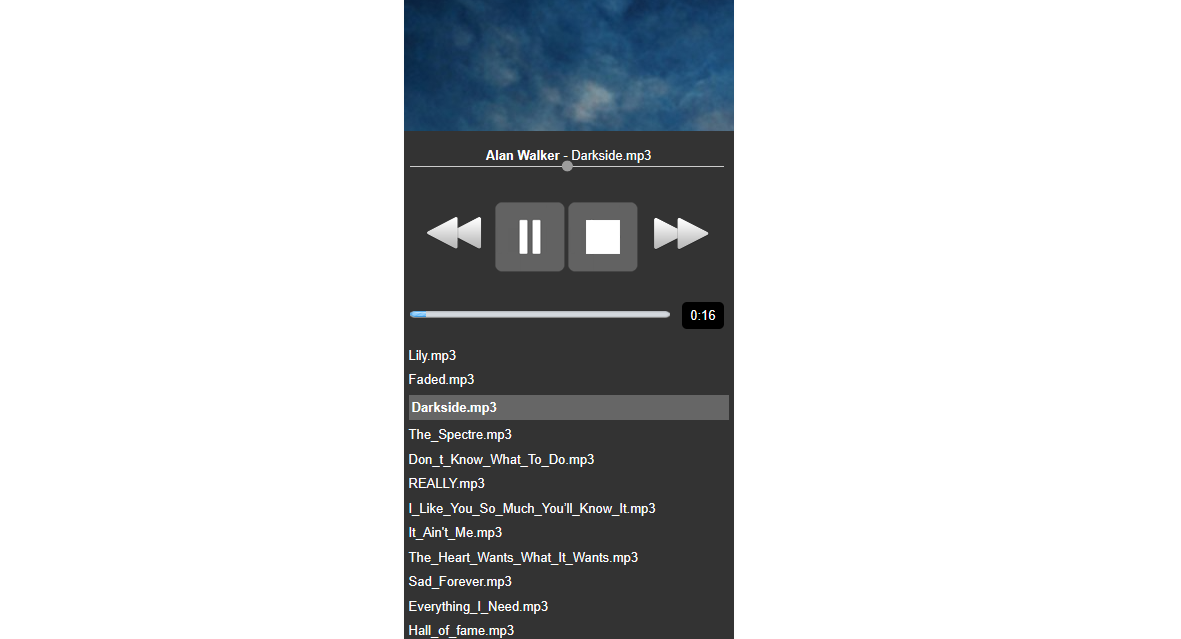 Alan Walker - Darkside.mp3
0:16
Lily.mp3
Faded.mp3
Darkside.mp3
The_Spectre.mp3
Don_t_Know_What_To_Do.mp3
REALLY.mp3
I_Like_You_So_Much_You’ll_Know_It.mp3
It_Ain't_Me.mp3
The_Heart_Wants_What_It_Wants.mp3
Sad_Forever.mp3
Everything_I_Need.mp3
Hall_of_fame.mp3